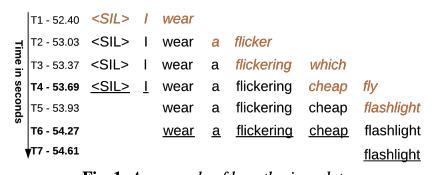 T1 - 52.40 <SIL> I wear
T2 - 53.03 <SIL> I wear a flicker
T3 - 53.37 <SIL> I wear a flickering which
T4 - 53.69 <SIL> I wear a flickering cheap fly
T5 - 53.93 wear a flickering cheap flashlight
T6 - 54.27 wear a flickering cheap flashlight
T7 - 54.61 flashlight
Time in seconds